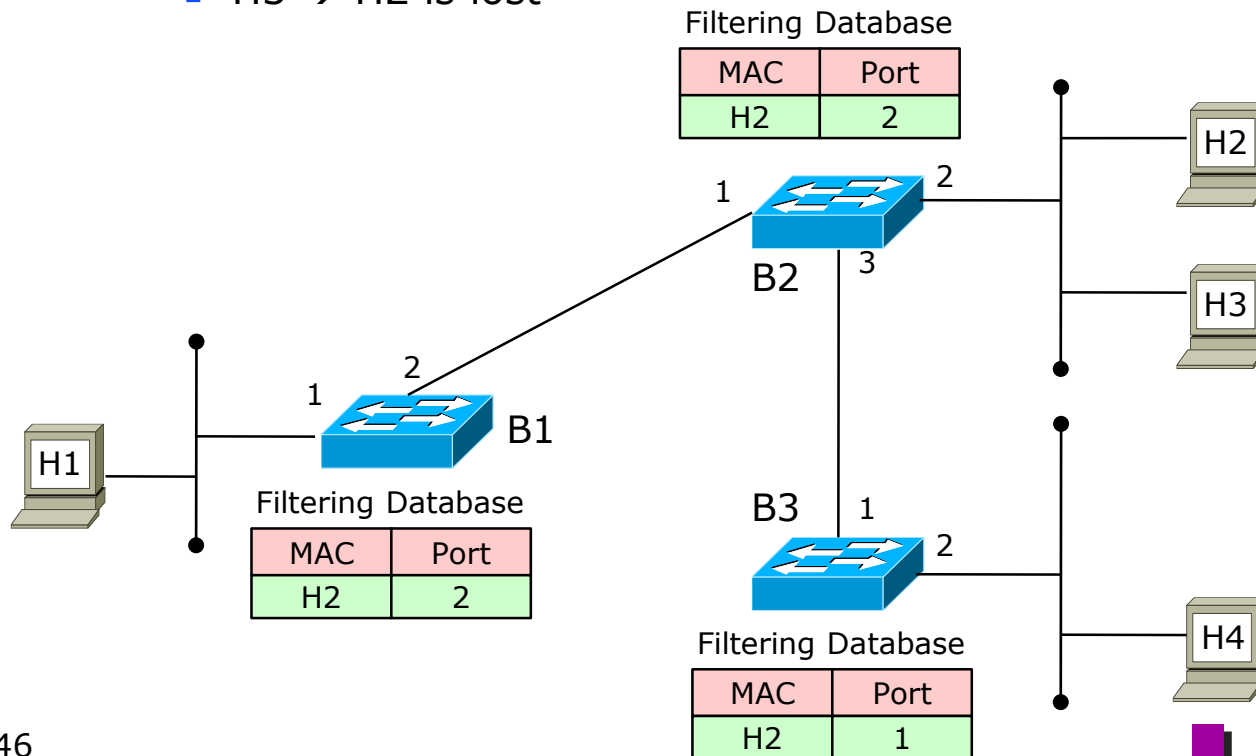 Filtering Database
MAC Port
H2 2
H2
1
2
B2
3
H3
2
1
B1
H1
Filtering Database
MAC Port
H2 2
B3
1
2
H4
Filtering Database
MAC Port
H2 1
46